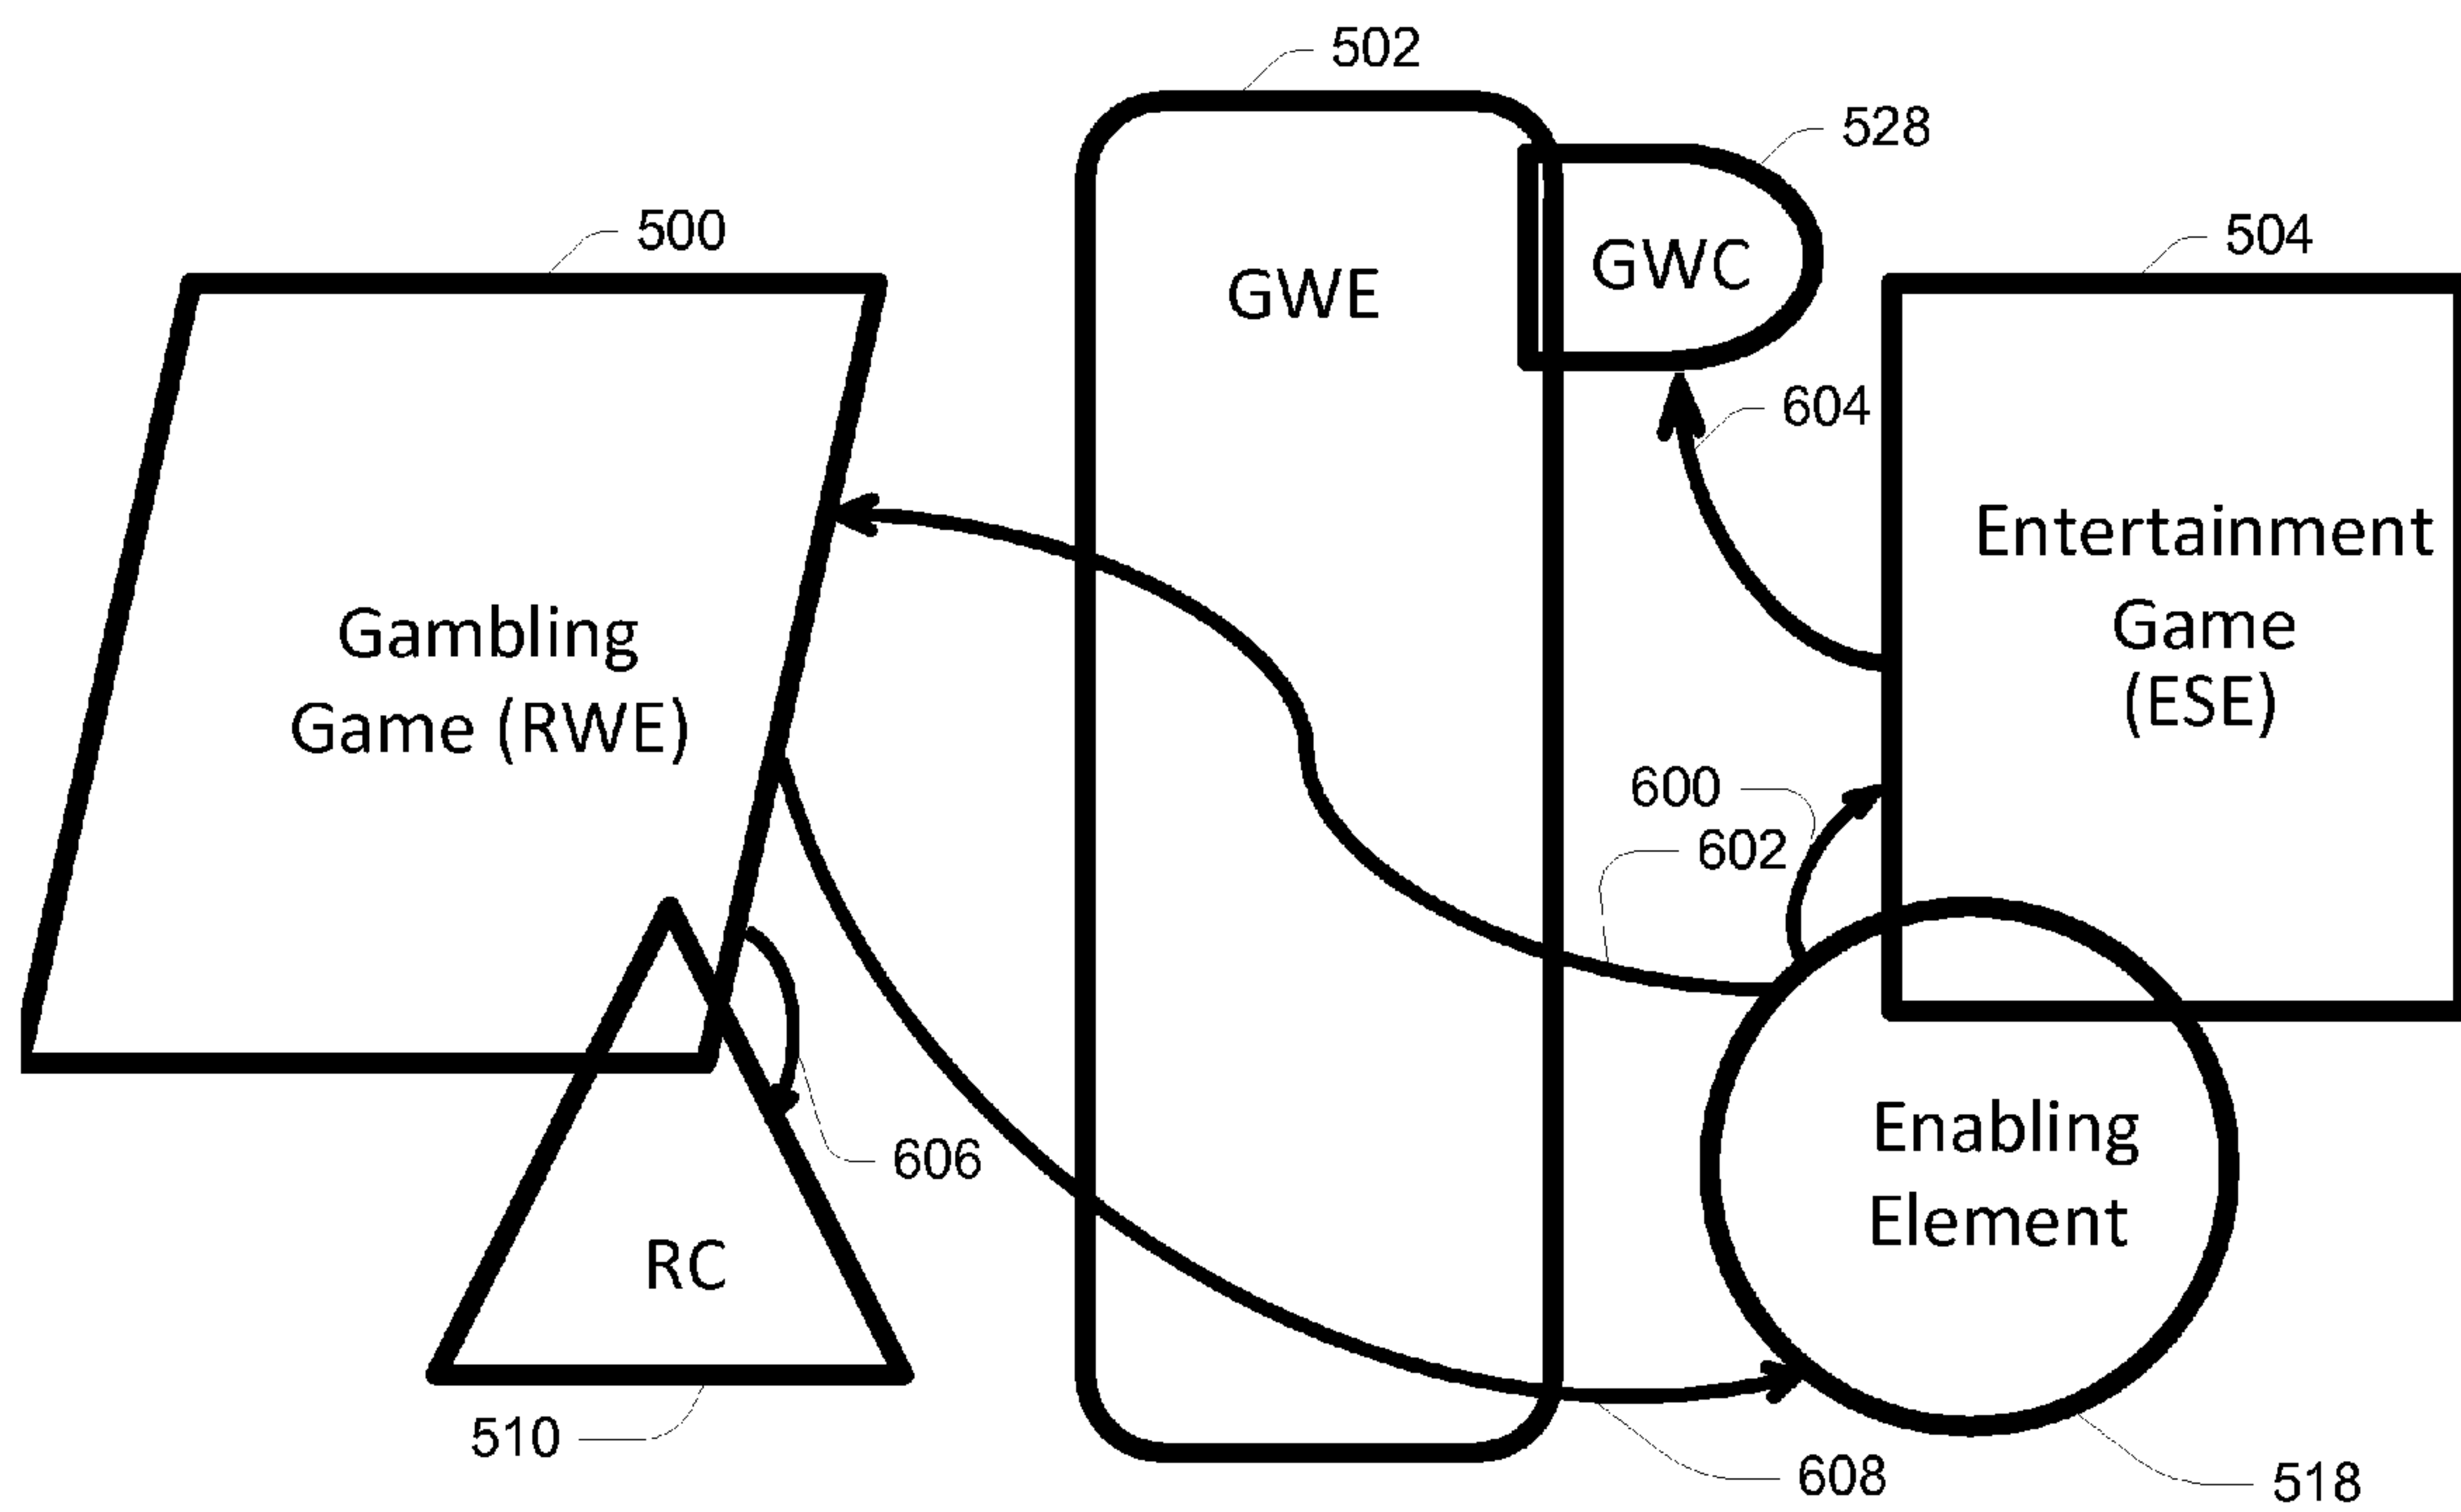 502
528
500
504
GWC
GWE
604
Entertainment
Game
(ESE)
Gambling
Game (RWE)
600
602
Enabling
Element
606
RC
510
608
518